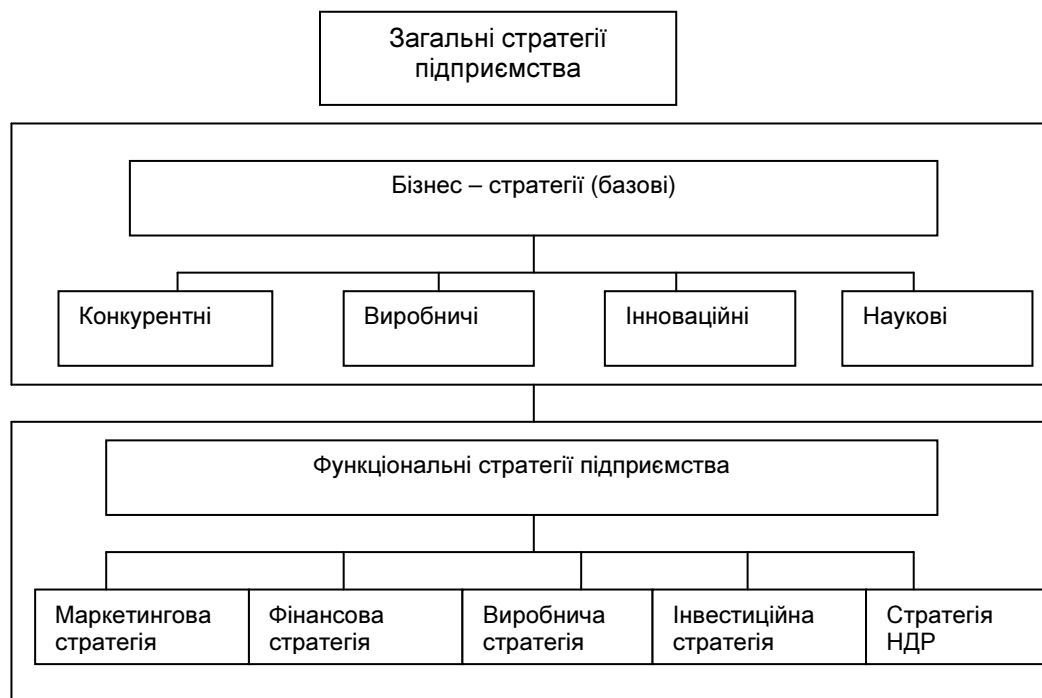 Загальні стратегії
підприємства
Бізнес – стратегії (базові)
Конкурентні
Виробничі
Інноваційні
Наукові
Функціональні стратегії підприємства
Маркетингова
стратегія
Фінансова
стратегія
Виробнича
стратегія
Інвестиційна
стратегія
Стратегія
НДР